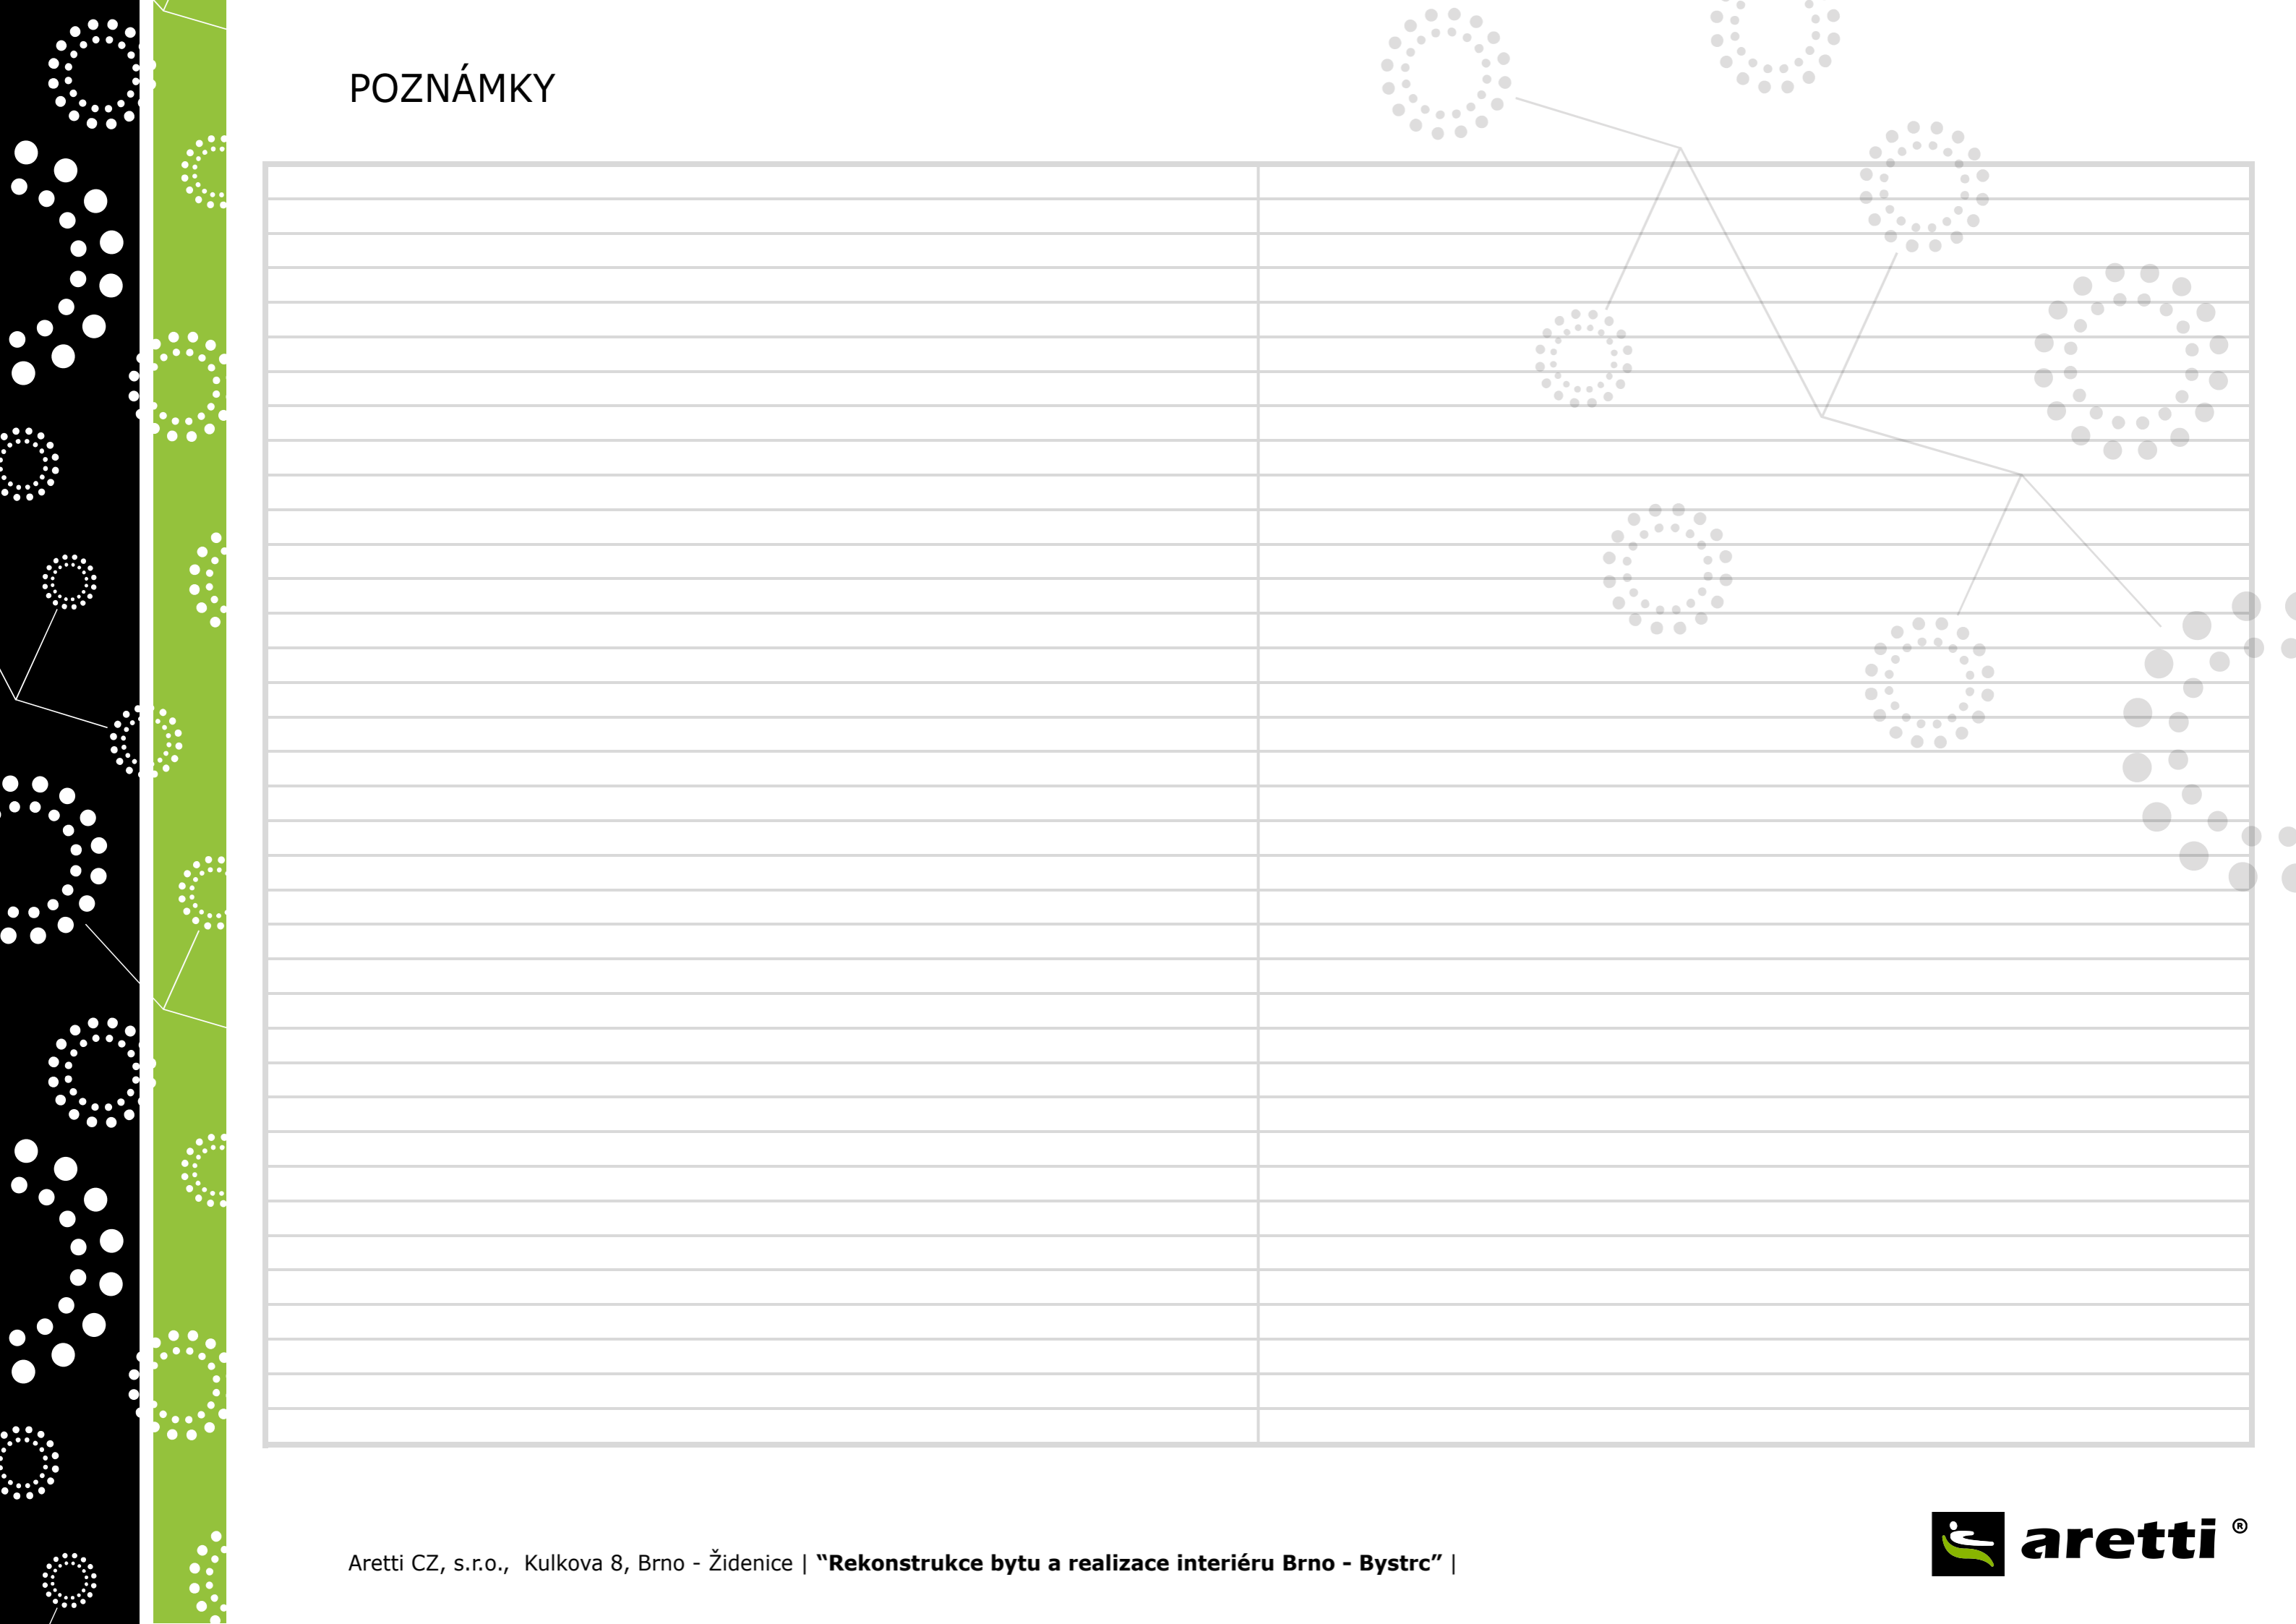 POZNÁMKY
Aretti CZ, s.r.o.,  Kulkova 8, Brno - Židenice | “Rekonstrukce bytu a realizace interiéru Brno - Bystrc” |
aretti ®